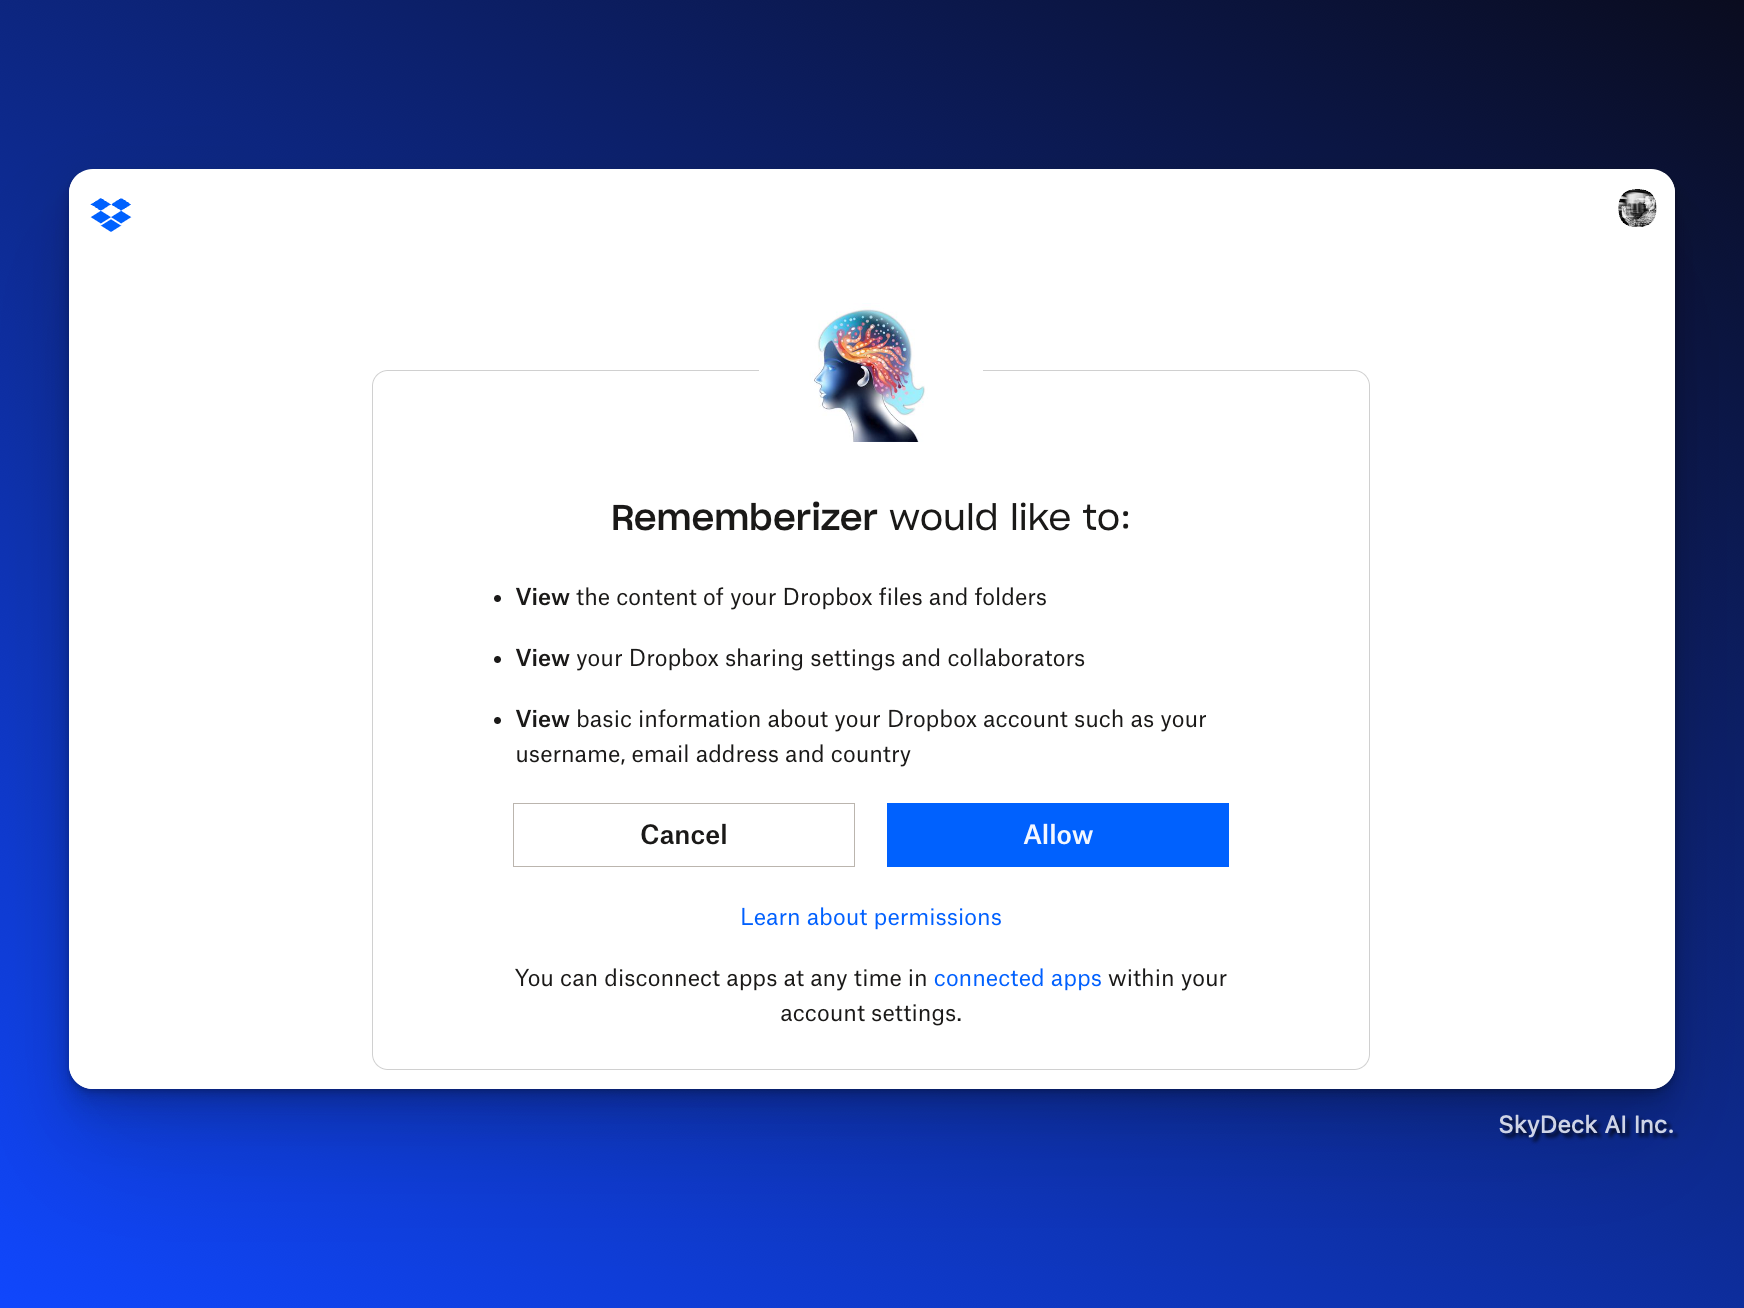 Rememberizer would like to:
• View the content of your Dropbox files and folders
• View your Dropbox sharing settings and collaborators
• View basic information about your Dropbox account such as your
username, email address and country
Cancel
Allow
Learn about permissions
You can disconnect apps at any time in connected apps within your
account settings.
SkyDeck AI Inc.